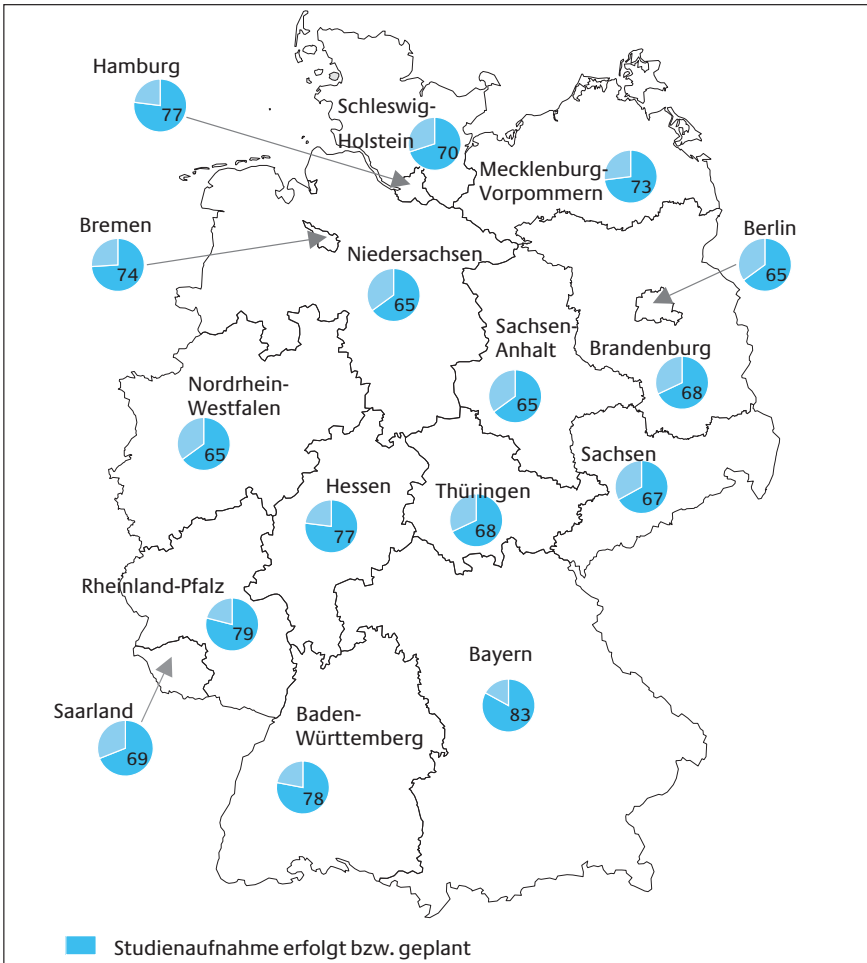 Hamburg
77
Schleswig-
Holstein
70
Mecklenburg-
Vorpommern
73
Bremen
74
Niedersachsen
65
Berlin
65
Sachsen-
Anhalt
65
Brandenburg
68
Nordrhein-
Westfalen
65
Sachsen
67
Hessen
77
Thüringen
68
Rheinland-Pfalz
79
Bayern
83
Saarland
69
Baden-
Württemberg
78
Studienaufnahme erfolgt bzw. geplant